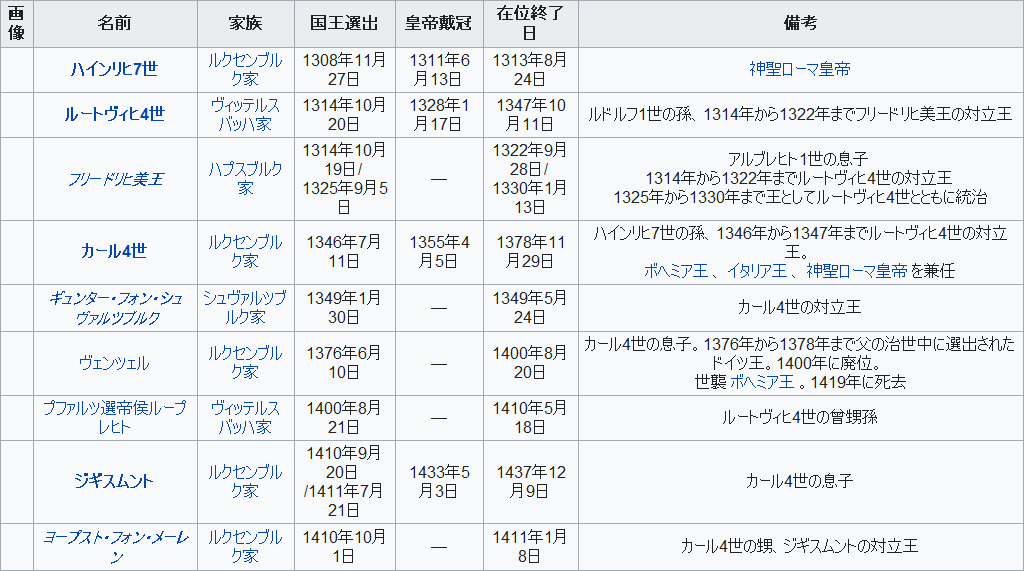 画像
名前
家族
国王選出
皇帝戴冠
在位終了日
備考
ハインリヒ7世
ルクセンブルク家
1308年11月27日
1311年6月13日
1313年8月24日
神聖ローマ皇帝
ルートヴィヒ4世
ヴィッテルスバッハ家
1314年10月20日
1328年1月17日
1347年10月11日
ルドルフ1世の孫、1314年から1322年までフリードリヒ美王の対立王
フリードリヒ美王
ハプスブルク家
1314年10月19日/
1325年9月5日
—
1322年9月28日/
1330年1月13日
アルブレヒト1世の息子
1314年から1322年までルートヴィヒ4世の対立王
1325年から1330年まで王としてルートヴィヒ4世とともに統治
カール4世
ルクセンブルク家
1346年7月11日
1355年4月5日
1378年11月29日
ハインリヒ7世の孫、1346年から1347年までルートヴィヒ4世の対立王。
ボヘミア王 、 イタリア王 、 神聖ローマ皇帝 を兼任
ギュンター・フォン・シュヴァルツブルク
シュヴァルツブルク家
1349年1月30日
—
1349年5月24日
カール4世の対立王
ヴェンツェル
ルクセンブルク家
1376年6月10日
—
1400年8月20日
カール4世の息子。1376年から1378年まで父の治世中に選出されたドイツ王。1400年に廃位。
世襲 ボヘミア王 。1419年に死去
プファルツ選帝侯ループレヒト
ヴィッテルスバッハ家
1400年8月21日
—
1410年5月18日
ルートヴィヒ4世の曾甥孫
ジギスムント
ルクセンブルク家
1410年9月20日
/1411年7月21日
1433年5月3日
1437年12月9日
カール4世の息子
ヨープスト・フォン・メーレン
ルクセンブルク家
1410年10月1日
—
1411年1月8日
カール4世の甥、ジギスムントの対立王